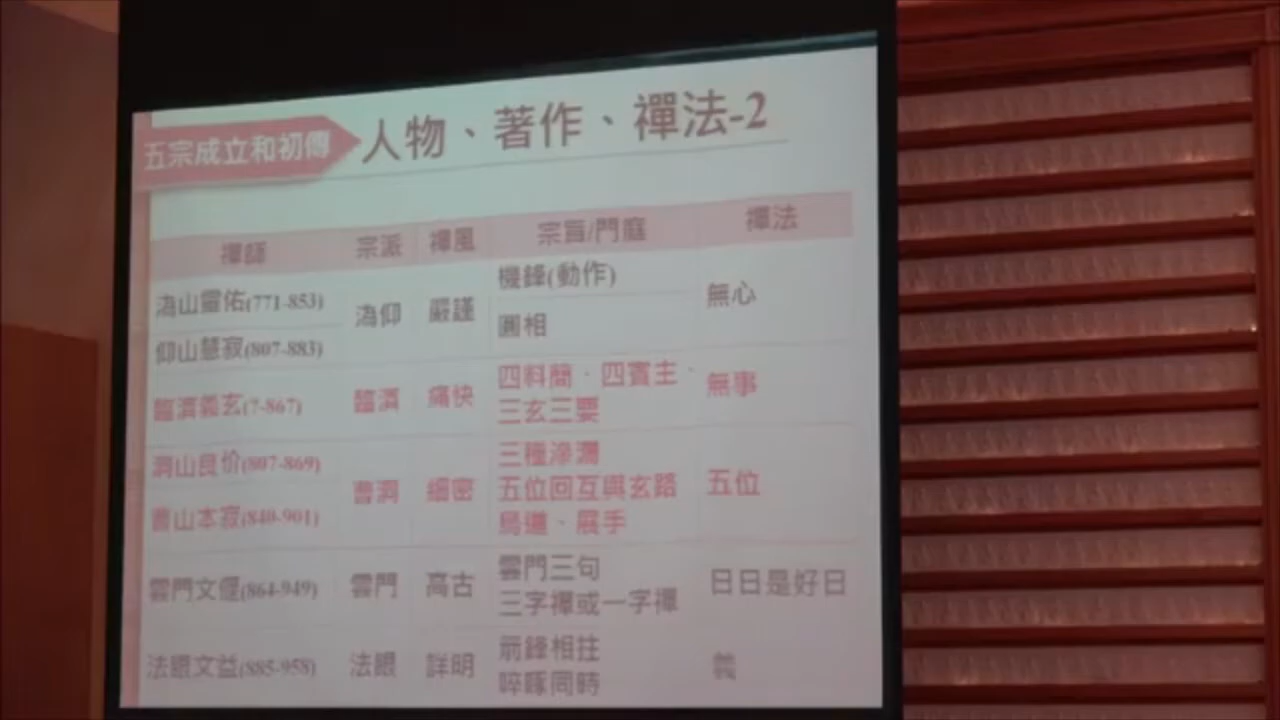 五宗成立和初傳
人物、著作、禪法-2
禪師 宗派 禪風 宗旨/門庭 禪法
溈山靈佑(771-853) 溈仰 嚴謹 機鋒(動作) 無心
圓相
仰山慧寂(807-883)
臨濟義玄(?-867) 臨濟 痛快 四料簡、四賓主、 無事
三玄三要
洞山良价(807-869) 曹洞 細密 三種滲漏 五位
五位回互與玄路
曹山本寂(840-901) 鳥道、展手
雲門文偃(864-949) 雲門 高古 雲門三句 日日是好日
三字禪或一字禪
法眼文益(885-958) 法眼 詳明 箭鋒相拄
啐啄同時